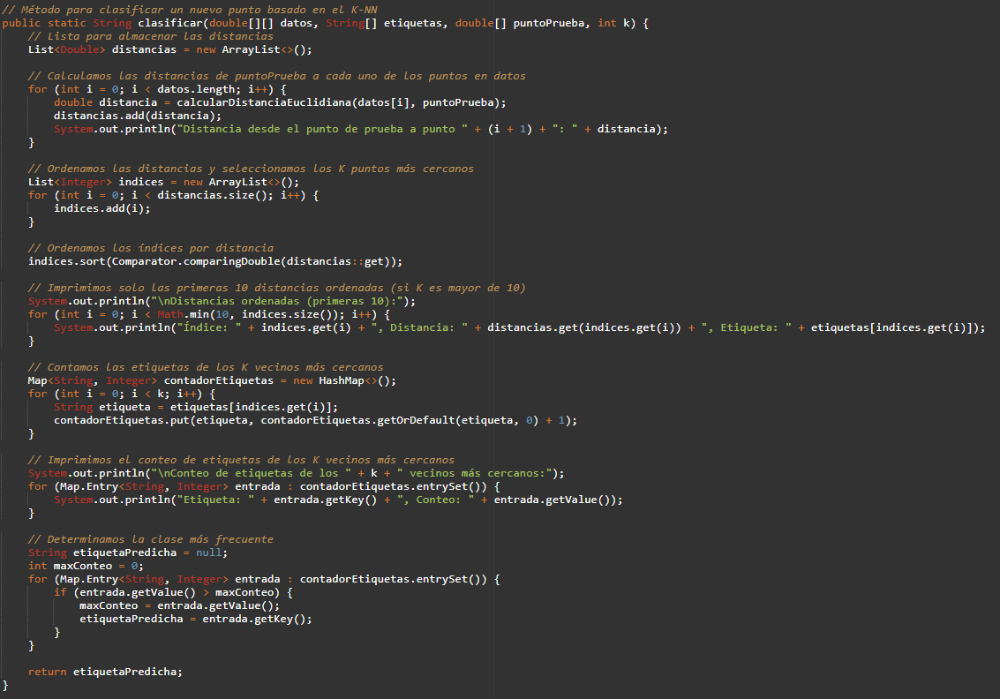 // Método para clasificar un nuevo punto basado en el K-NN
public static String clasificar(double[][] datos, String[] etiquetas, double[] puntoPrueba, int k) {
    // Lista para almacenar las distancias
    List<Double> distancias = new ArrayList<>();

    // Calculamos las distancias de puntoPrueba a cada uno de los puntos en datos
    for (int i = 0; i < datos.length; i++) {
        double distancia = calcularDistanciaEuclidiana(datos[i], puntoPrueba);
        distancias.add(distancia);
        System.out.println("Distancia desde el punto de prueba a punto " + (i + 1) + ": " + distancia);
    }

    // Ordenamos las distancias y seleccionamos los K puntos más cercanos
    List<Integer> indices = new ArrayList<>();
    for (int i = 0; i < distancias.size(); i++) {
        indices.add(i);
    }

    // Ordenamos los índices por distancia
    indices.sort(Comparator.comparingDouble(distancias::get));

    // Imprimimos solo las primeras 10 distancias ordenadas (si K es mayor de 10)
    System.out.println("\nDistancias ordenadas (primeras 10):");
    for (int i = 0; i < Math.min(10, indices.size()); i++) {
        System.out.println("Índice: " + indices.get(i) + ", Distancia: " + distancias.get(indices.get(i)) + ", Etiqueta: " + etiquetas[indices.get(i)]);
    }

    // Contamos las etiquetas de los K vecinos más cercanos
    Map<String, Integer> contadorEtiquetas = new HashMap<>();
    for (int i = 0; i < k; i++) {
        String etiqueta = etiquetas[indices.get(i)];
        contadorEtiquetas.put(etiqueta, contadorEtiquetas.getOrDefault(etiqueta, 0) + 1);
    }

    // Imprimimos el conteo de etiquetas de los K vecinos más cercanos
    System.out.println("\nConteo de etiquetas de los " + k + " vecinos más cercanos:");
    for (Map.Entry<String, Integer> entrada : contadorEtiquetas.entrySet()) {
        System.out.println("Etiqueta: " + entrada.getKey() + ", Conteo: " + entrada.getValue());
    }

    // Determinamos la clase más frecuente
    String etiquetaPredicha = null;
    int maxConteo = 0;
    for (Map.Entry<String, Integer> entrada : contadorEtiquetas.entrySet()) {
        if (entrada.getValue() > maxConteo) {
            maxConteo = entrada.getValue();
            etiquetaPredicha = entrada.getKey();
        }
    }

    return etiquetaPredicha;
}